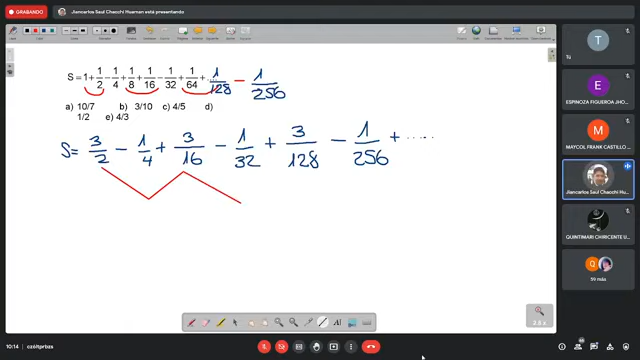 GRABANDO
Jiancarlos Saul Chacchi Huaman está presentando
S = 1 + 1/2 - 1/4 + 1/8 + 1/16 - 1/32 + 1/64 + 1/128 - 1/256
a) 10/7 b) 3/10 c) 4/5 d)
1/2 e) 4/3
S = 3/2 - 1/4 + 3/16 - 1/32 + 3/128 - 1/256 + ......
T
Tú
ESPINOZA FIGUEROA JHO...
MAYCOL FRANK CASTILLO...
Jiancarlos Saul Chacchi Hua...
QUINTIMARI CHIRICENTE U...
Q
59 más
10:14 | czóltprbzs